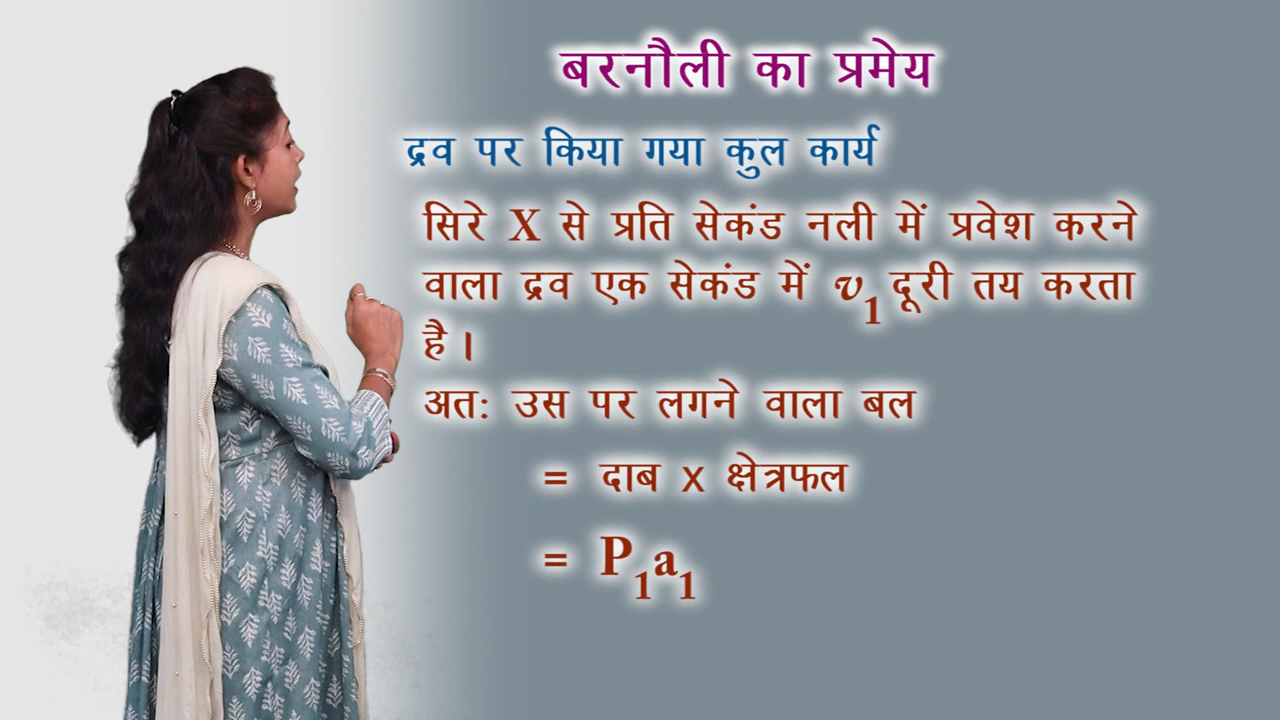 बरनौली का प्रमेय
द्रव पर किया गया कुल कार्य
सिरे X से प्रति सेकंड नली में प्रवेश करने
वाला द्रव एक सेकंड में v₁ दूरी तय करता
है।
अतः उस पर लगने वाला बल
= दाब x क्षेत्रफल
= P₁a₁